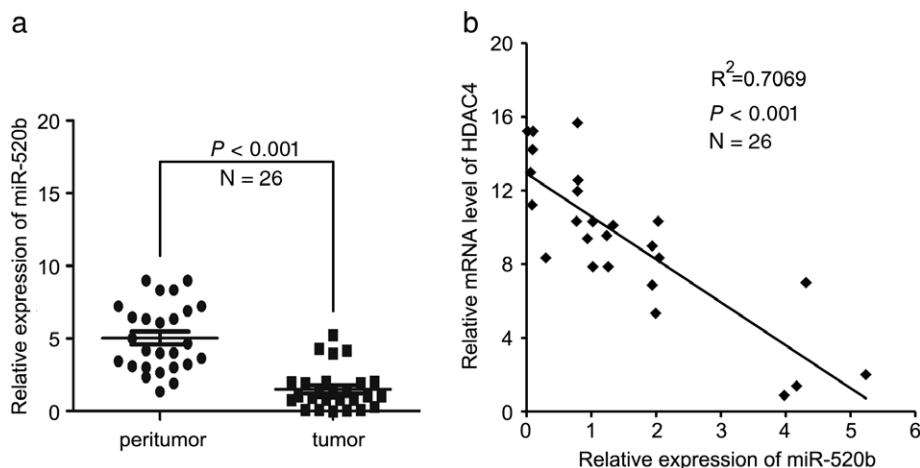 a
Relative expression of miR-520b
20
15
10
5
0
P < 0.001
N = 26
peritumor
tumor
b
Relative mRNA level of HDAC4
20
16
12
8
4
0
R²=0.7069
P < 0.001
N = 26
0 1 2 3 4 5 6
Relative expression of miR-520b